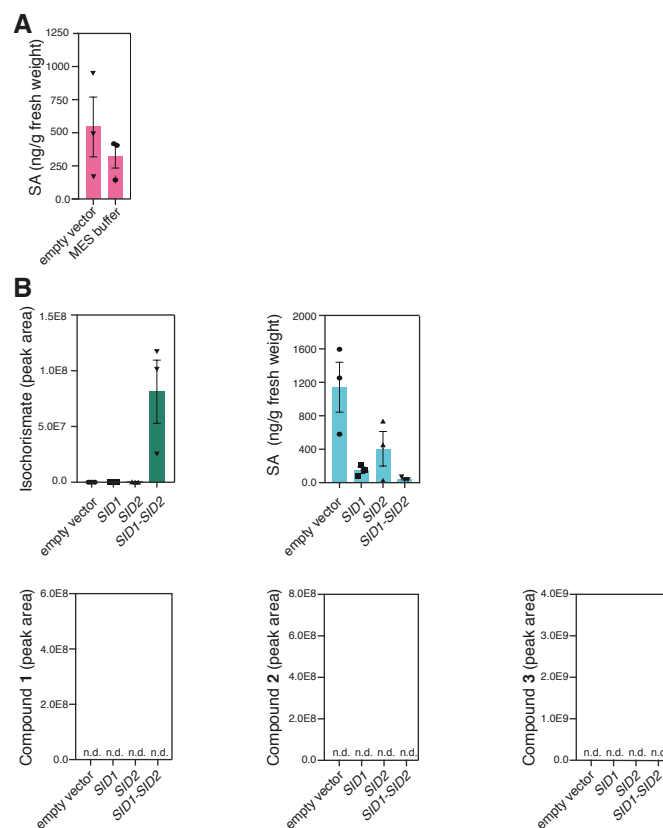 A
SA (ng/g fresh weight)
1250
1000
750
500
250
0.0
empty vector
MES buffer
B
Isochorismate (peak area)
1.5E8
1.0E8
5.0E7
0.0
empty vector
SID1
SID2
SID1-SID2
SA (ng/g fresh weight)
2000
1600
1200
800
400
0.0
empty vector
SID1
SID2
SID1-SID2
Compound 1 (peak area)
6.0E8
4.0E8
2.0E8
0.0
n.d. n.d. n.d. n.d.
empty vector
SID1
SID2
SID1-SID2
Compound 2 (peak area)
8.0E8
6.0E8
4.0E8
2.0E8
0.0
n.d. n.d. n.d. n.d.
empty vector
SID1
SID2
SID1-SID2
Compound 3 (peak area)
4.0E9
3.0E9
2.0E9
1.0E9
0.0
n.d. n.d. n.d. n.d
empty vector
SID1
SID2
SID1-SID2